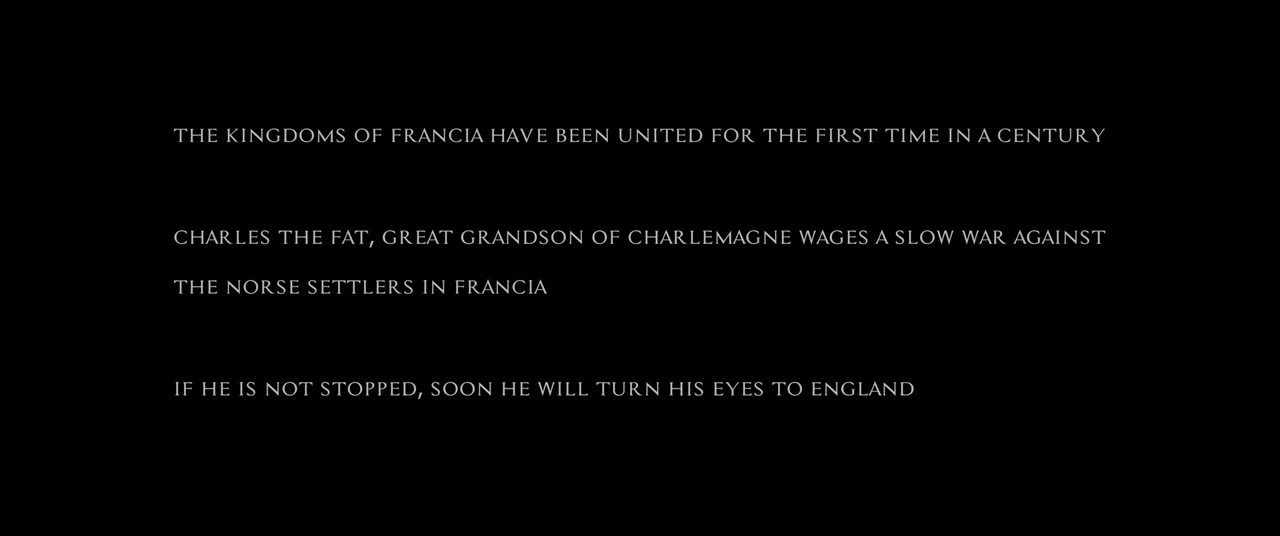 THE KINGDOMS OF FRANCIA HAVE BEEN UNITED FOR THE FIRST TIME IN A CENTURY
CHARLES THE FAT, GREAT GRANDSON OF CHARLEMAGNE WAGES A SLOW WAR AGAINST
THE NORSE SETTLERS IN FRANCIA
IF HE IS NOT STOPPED, SOON HE WILL TURN HIS EYES TO ENGLAND